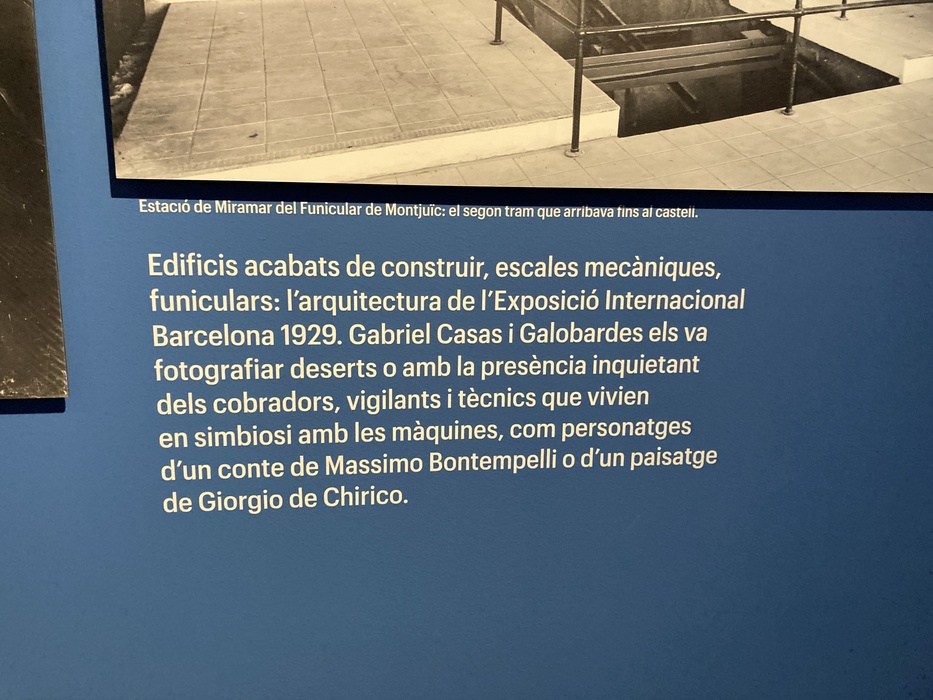 Estació de Miramar del Funicular de Montjuïc: el segon tram que arribava fins al castell.
Edificis acabats de construir, escales mecàniques,
funiculars: l’arquitectura de l’Exposició Internacional
Barcelona 1929. Gabriel Casas i Galobardes els va
fotografiar deserts o amb la presència inquietant
dels cobradors, vigilants i tècnics que vivien
en simbiosi amb les màquines, com personatges
d’un conte de Massimo Bontempelli o d’un paisatge
de Giorgio de Chirico.